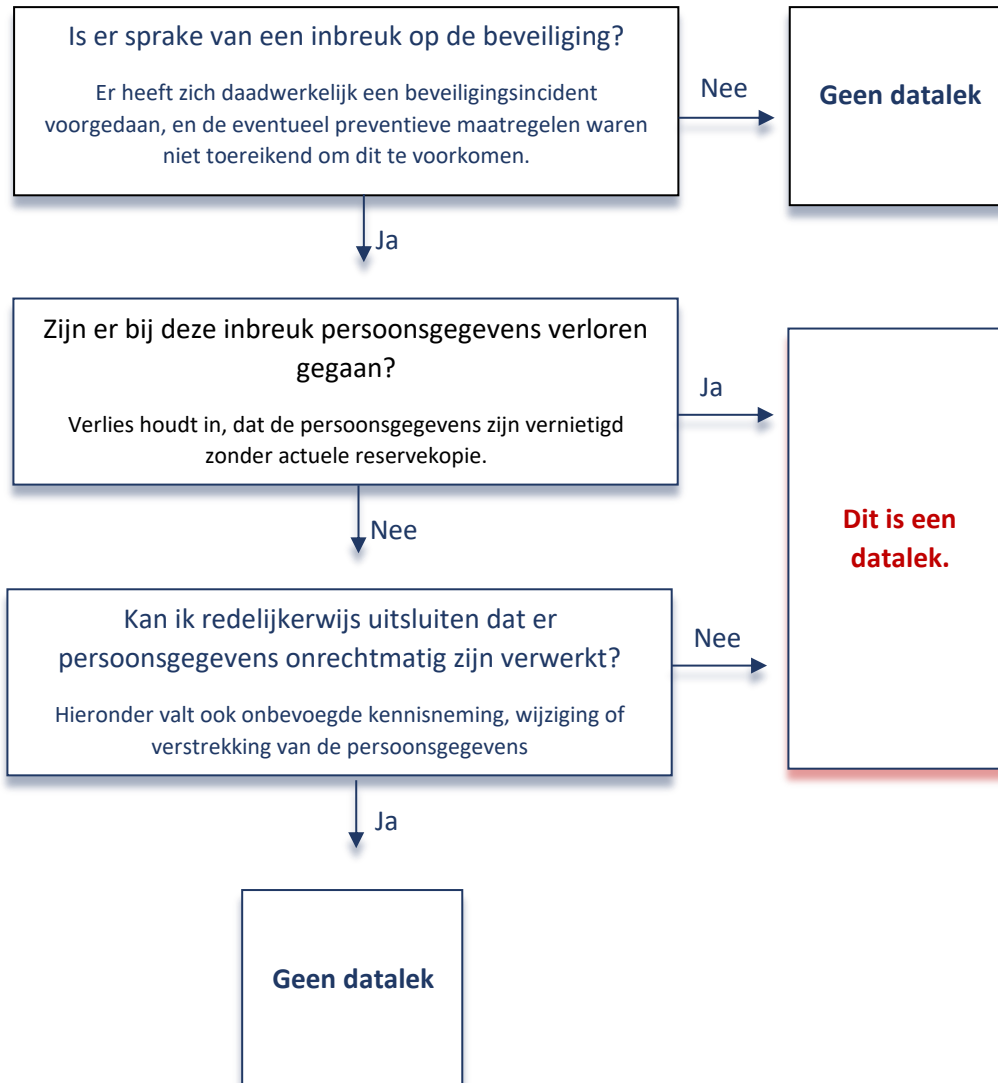 Is er sprake van een inbreuk op de beveiliging?
Er heeft zich daadwerkelijk een beveiligingsincident
voorgedaan, en de eventueel preventieve maatregelen waren
niet toereikend om dit te voorkomen.
Nee
Geen datalek
Ja
Zijn er bij deze inbreuk persoonsgegevens verloren
gegaan?
Verlies houdt in, dat de persoonsgegevens zijn vernietigd
zonder actuele reservekopie.
Ja
Dit is een
datalek.
Nee
Kan ik redelijkerwijs uitsluiten dat er
persoonsgegevens onrechtmatig zijn verwerkt?
Hieronder valt ook onbevoegde kennisneming, wijziging of
verstrekking van de persoonsgegevens
Nee
Ja
Geen datalek